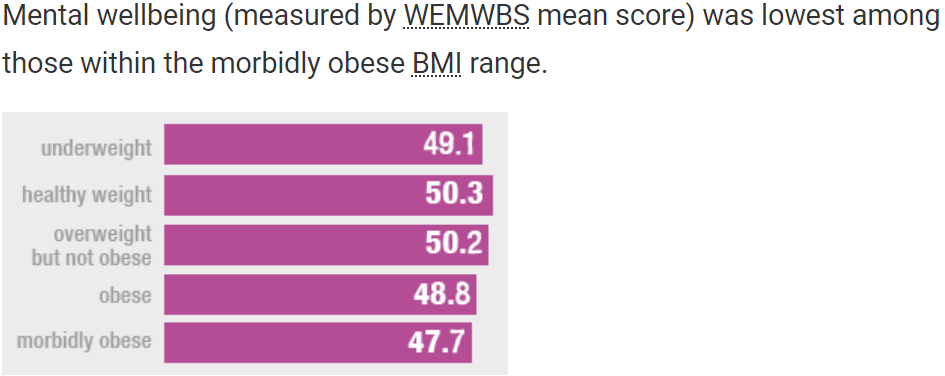 Mental wellbeing (measured by WEMWBS mean score) was lowest among
those within the morbidly obese BMI range.
underweight 49.1
healthy weight 50.3
overweight
but not obese 50.2
obese 48.8
morbidly obese 47.7